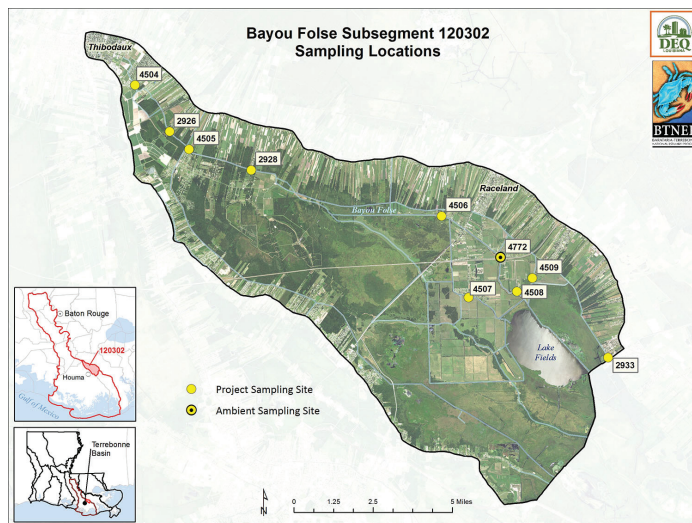 Bayou Folse Subsegment 120302
Sampling Locations
DEQ
LOUISIANA
BTNEP
Thibodaux
4504
2926
4505
2928
Raceland
4506
Bayou Folse
4772
4509
4508
4507
Lake
Fields
2933
Baton Rouge
120302
Houma
Gulf of Mexico
Project Sampling Site
Ambient Sampling Site
Terrebonne
Basin
N
0 1.25 2.5 5 Miles